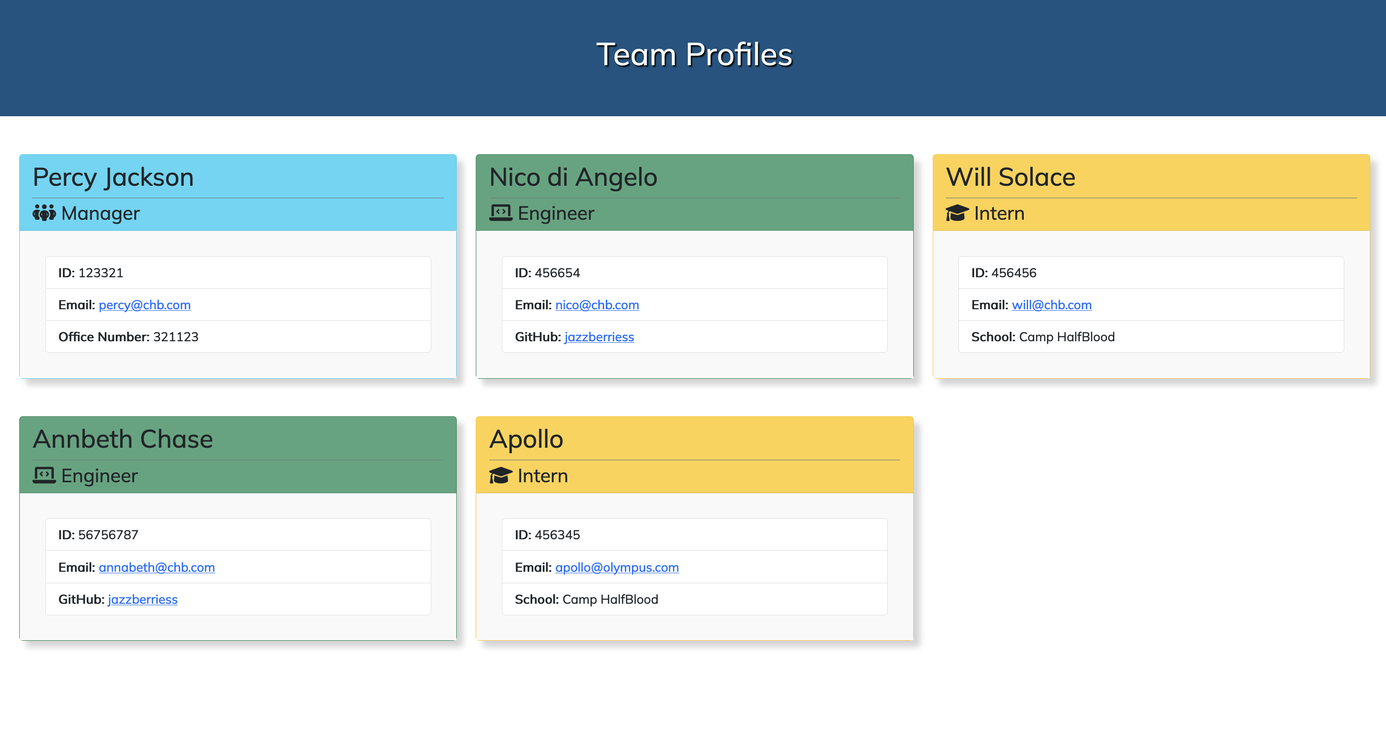 Team Profiles
Percy Jackson
Manager
ID: 123321
Email: percy@chb.com
Office Number: 321123
Nico di Angelo
Engineer
ID: 456654
Email: nico@chb.com
GitHub: jazzberriess
Will Solace
Intern
ID: 456456
Email: will@chb.com
School: Camp HalfBlood
Annbeth Chase
Engineer
ID: 56756787
Email: annabeth@chb.com
GitHub: jazzberriess
Apollo
Intern
ID: 456345
Email: apollo@olympus.com
School: Camp HalfBlood